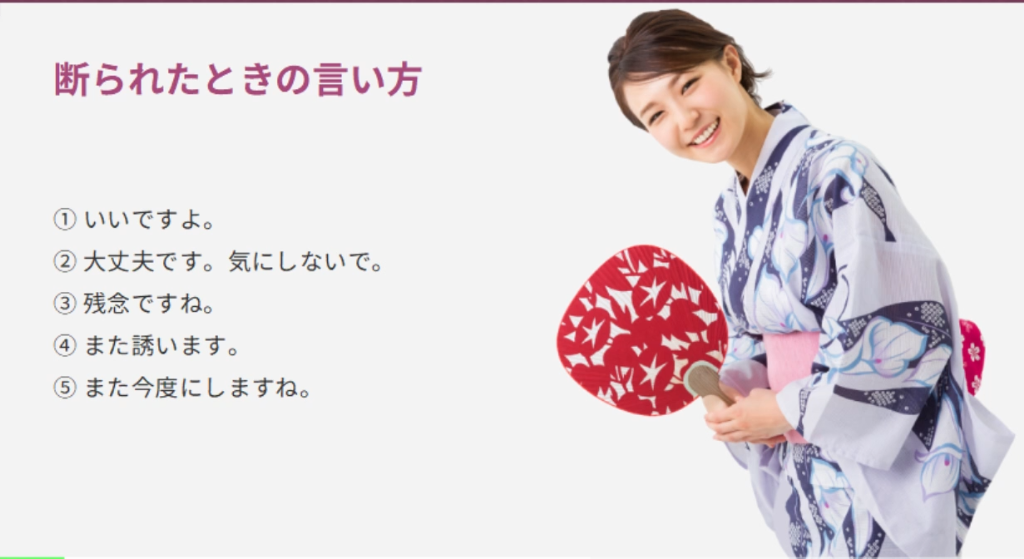 断られたときの言い方
① いいですよ。
② 大丈夫です。気にしないで。
③ 残念ですね。
④ また誘います。
⑤ また今度にしますね。